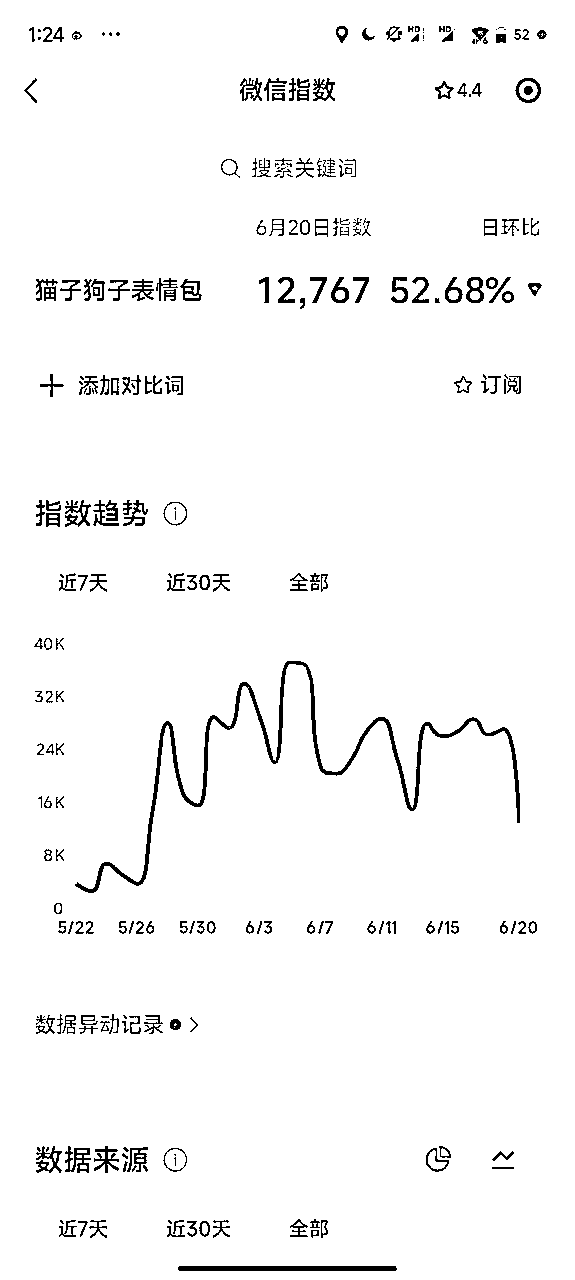 1:24 ···
52
微信指数
4.4
搜索关键词
6月20日指数 日环比
猫子狗子表情包 12,767 52.68%
添加对比词 订阅
指数趋势
近7天 近30天 全部
40K
32K
24K
16K
8K
0
5/22 5/26 5/30 6/3 6/7 6/11 6/15 6/20
数据异动记录
数据来源
近7天 近30天 全部